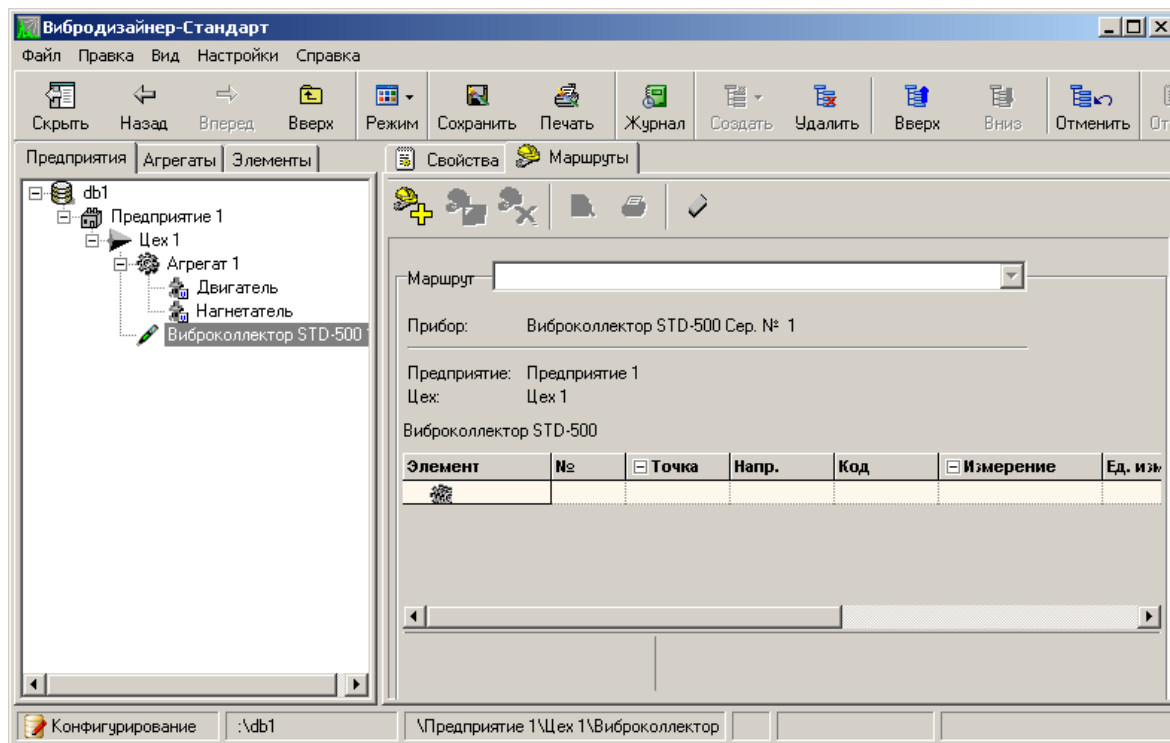 Вибродизайнер-Стандарт
Файл Правка Вид Настройки Справка
Скрыть Назад Вперед Вверх Режим Сохранить Печать Журнал Создать Удалить Вверх Вниз Отменить От
Предприятия Агрегаты Элементы
Свойства Маршруты
db1
Предприятие 1
Цех 1
Агрегат 1
Двигатель
Нагнетатель
Виброколлектор STD-500
Маршрут
Прибор: Виброколлектор STD-500 Сер. № 1
Предприятие: Предприятие 1
Цех: Цех 1
Виброколлектор STD-500
Элемент № Точка Напр. Код Измерение Ед. изм
Конфигурирование :\db1 \Предприятие 1\Цех 1\Виброколлектор